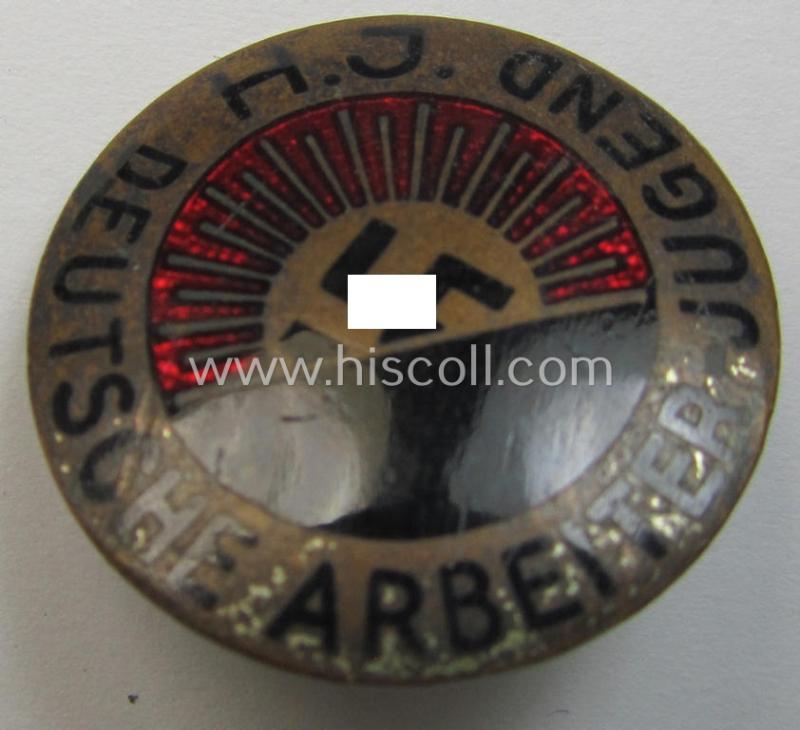 H.J.
DEUTSCHE ARBEITER-JUGEND
www.hiscoll.com